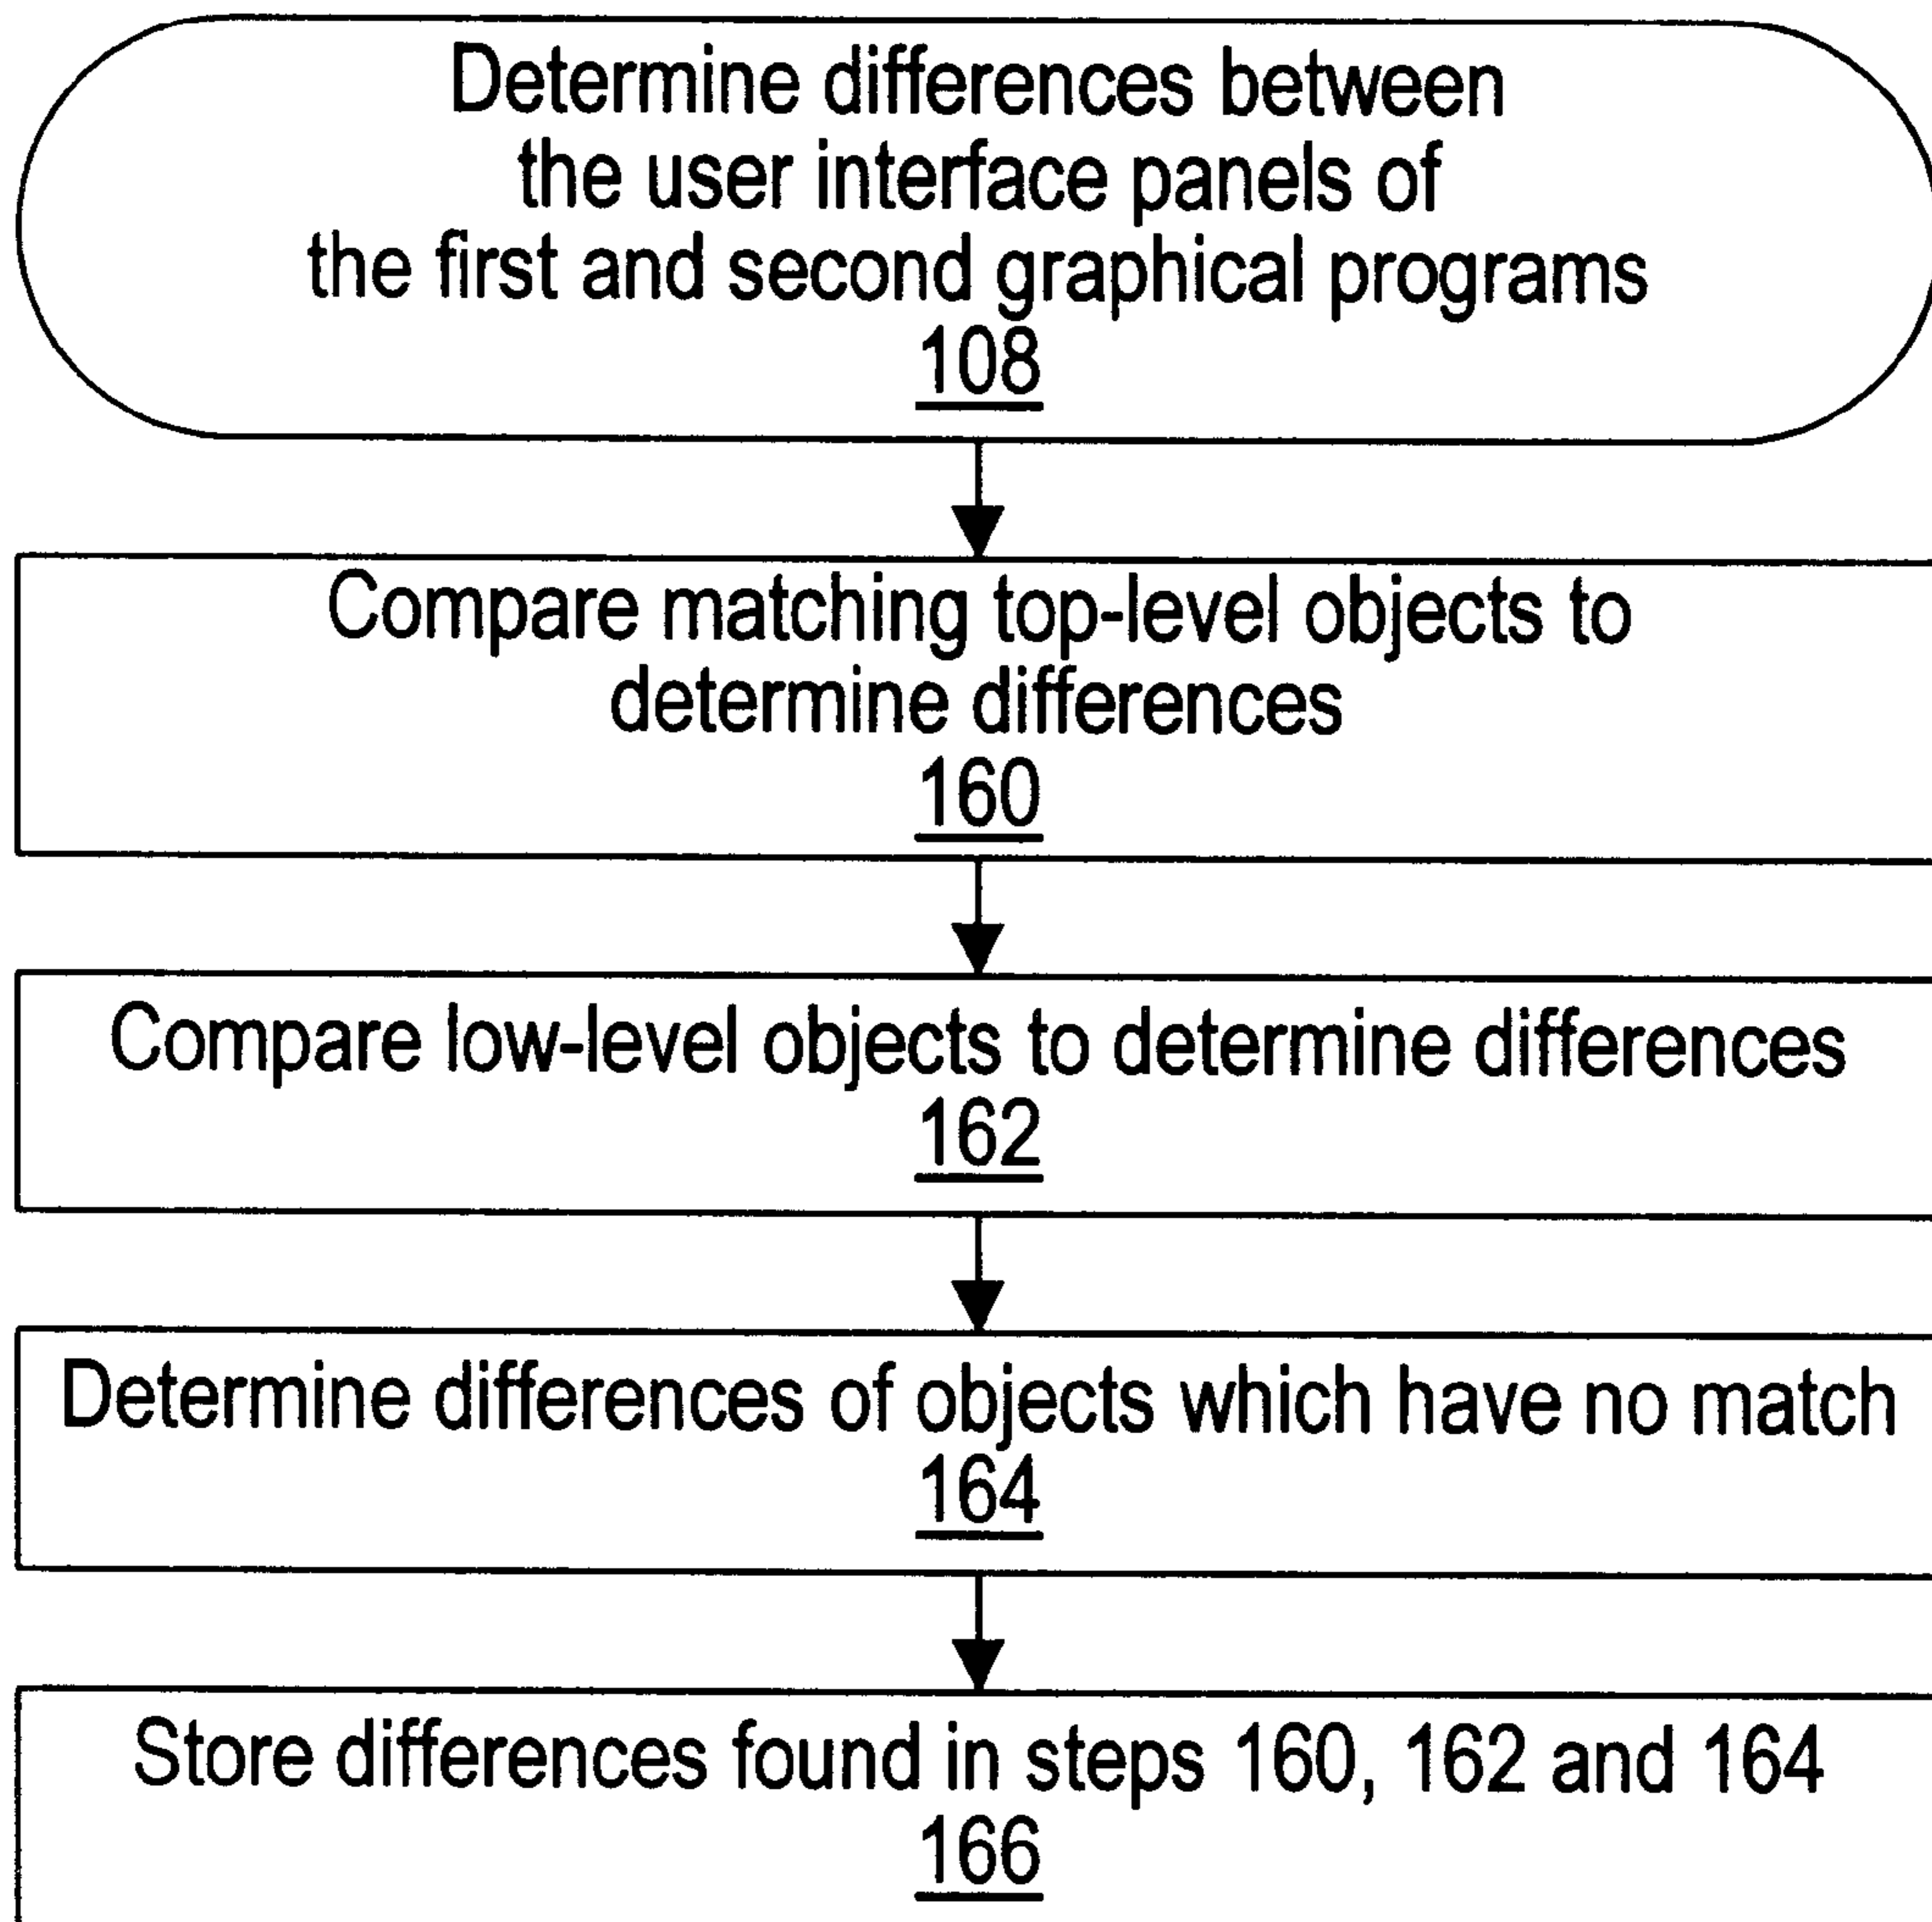 Determine differences between
the user interface panels of
the first and second graphical programs
108
Compare matching top-level objects to
determine differences
160
Compare low-level objects to determine differences
162
Determine differences of objects which have no match
164
Store differences found in steps 160, 162 and 164
166